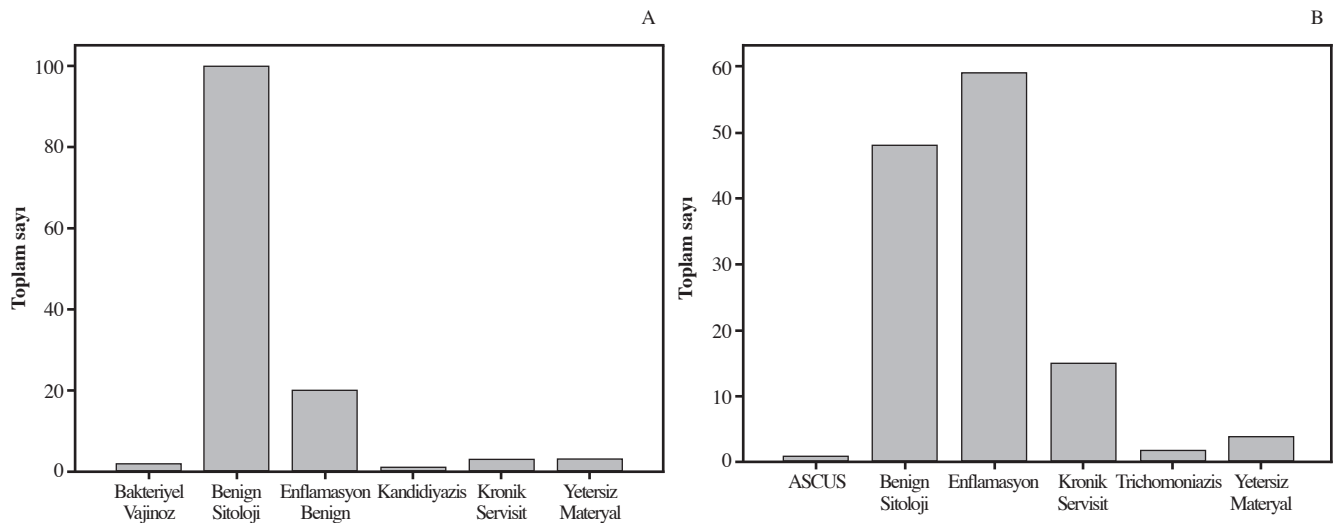 A
Toplam sayı
100
80
60
40
20
0
Bakteriyel
Vajinoz
Benign
Sitoloji
Enflamasyon
Benign
Kandidiyazis
Kronik
Servisit
Yetersiz
Materyal
B
Toplam sayı
60
50
40
30
20
10
0
ASCUS
Benign
Sitoloji
Enflamasyon
Kronik
Servisit
Trichomoniazis
Yetersiz
Materyal